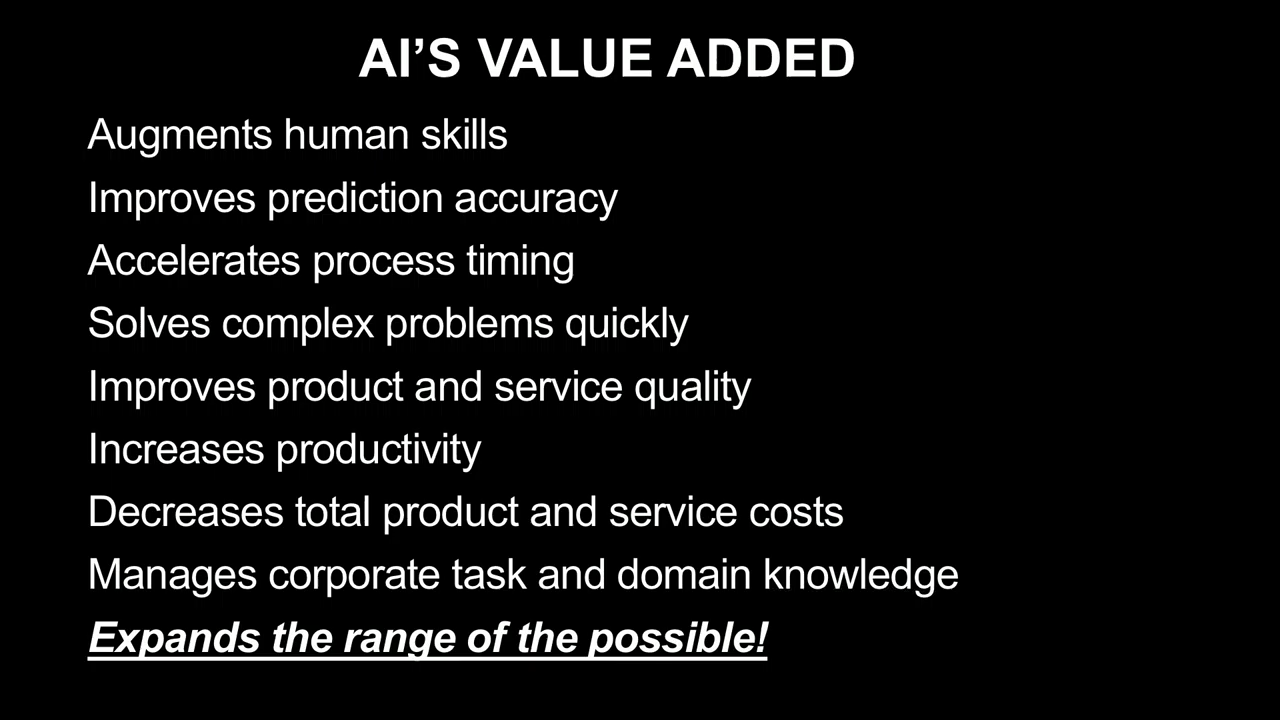 AI’S VALUE ADDED
Augments human skills
Improves prediction accuracy
Accelerates process timing
Solves complex problems quickly
Improves product and service quality
Increases productivity
Decreases total product and service costs
Manages corporate task and domain knowledge
Expands the range of the possible!